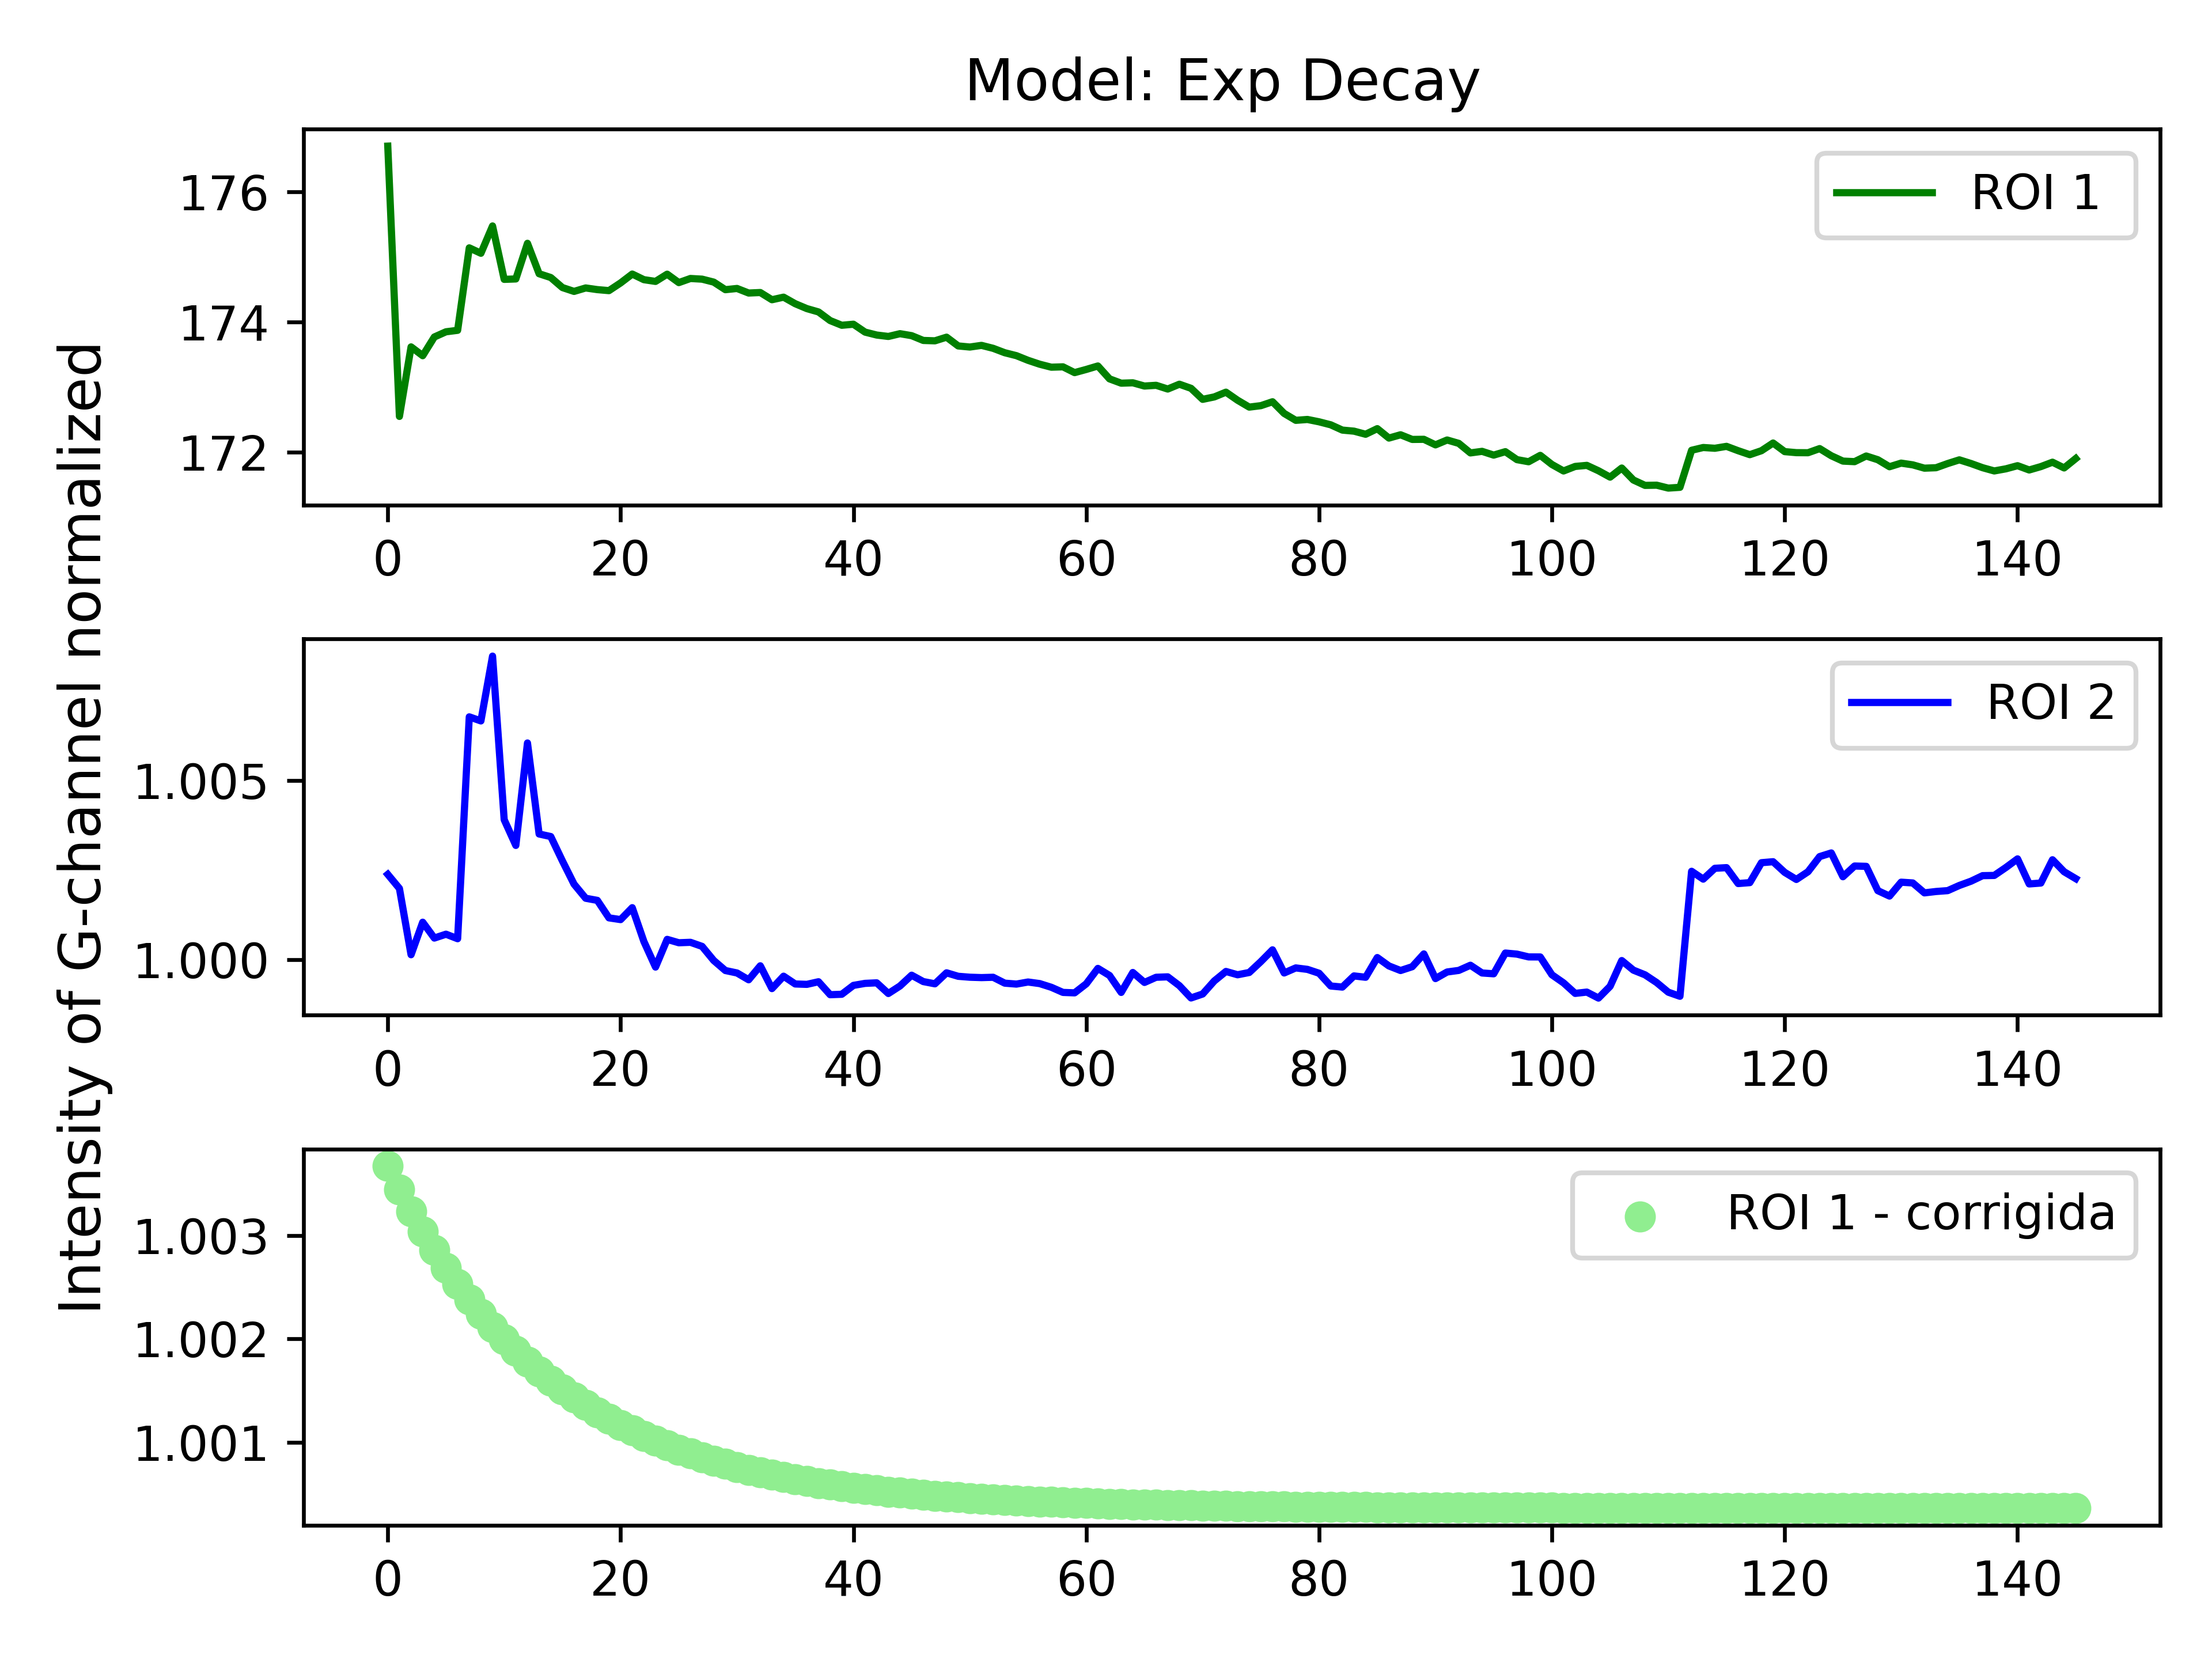 Model: Exp Decay
Intensity of G-channel normalized
176
174
172
ROI 1
0 20 40 60 80 100 120 140
1.005
1.000
ROI 2
0 20 40 60 80 100 120 140
1.003
1.002
1.001
ROI 1 - corrigida
0 20 40 60 80 100 120 140